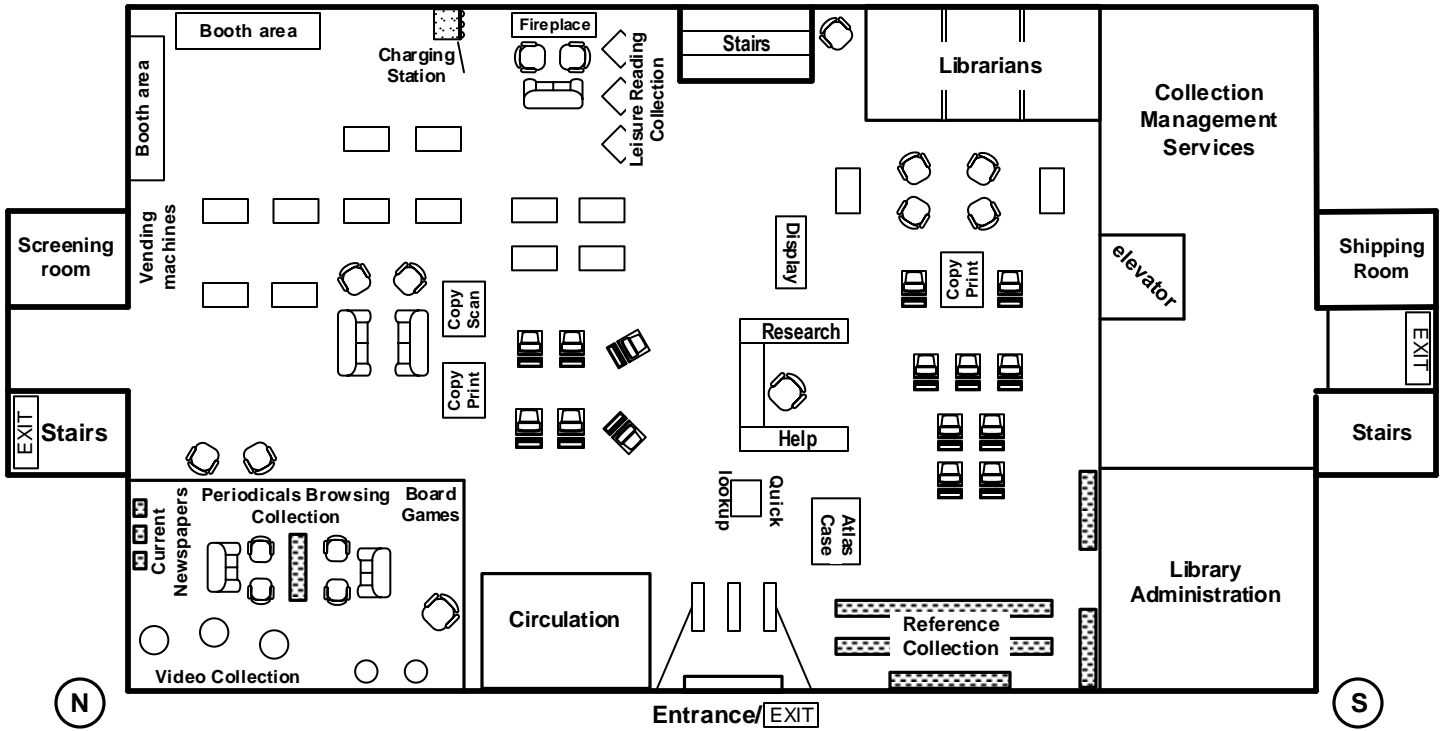 Booth area
Fireplace
Stairs
Librarians
Charging
Station
Leisure Reading
Collection
Booth area
Collection
Management
Services
Vending
machines
Screening
room
Display
Shipping
Room
elevator
Copy
Print
Copy
Scan
Research
EXIT
Copy
Print
EXIT
Stairs
Help
Stairs
Quick
lookup
Periodicals Browsing
Collection
Board
Games
Current
Newspapers
Atlas
Case
Library
Administration
Circulation
Reference
Collection
Video Collection
N
S
Entrance/EXIT